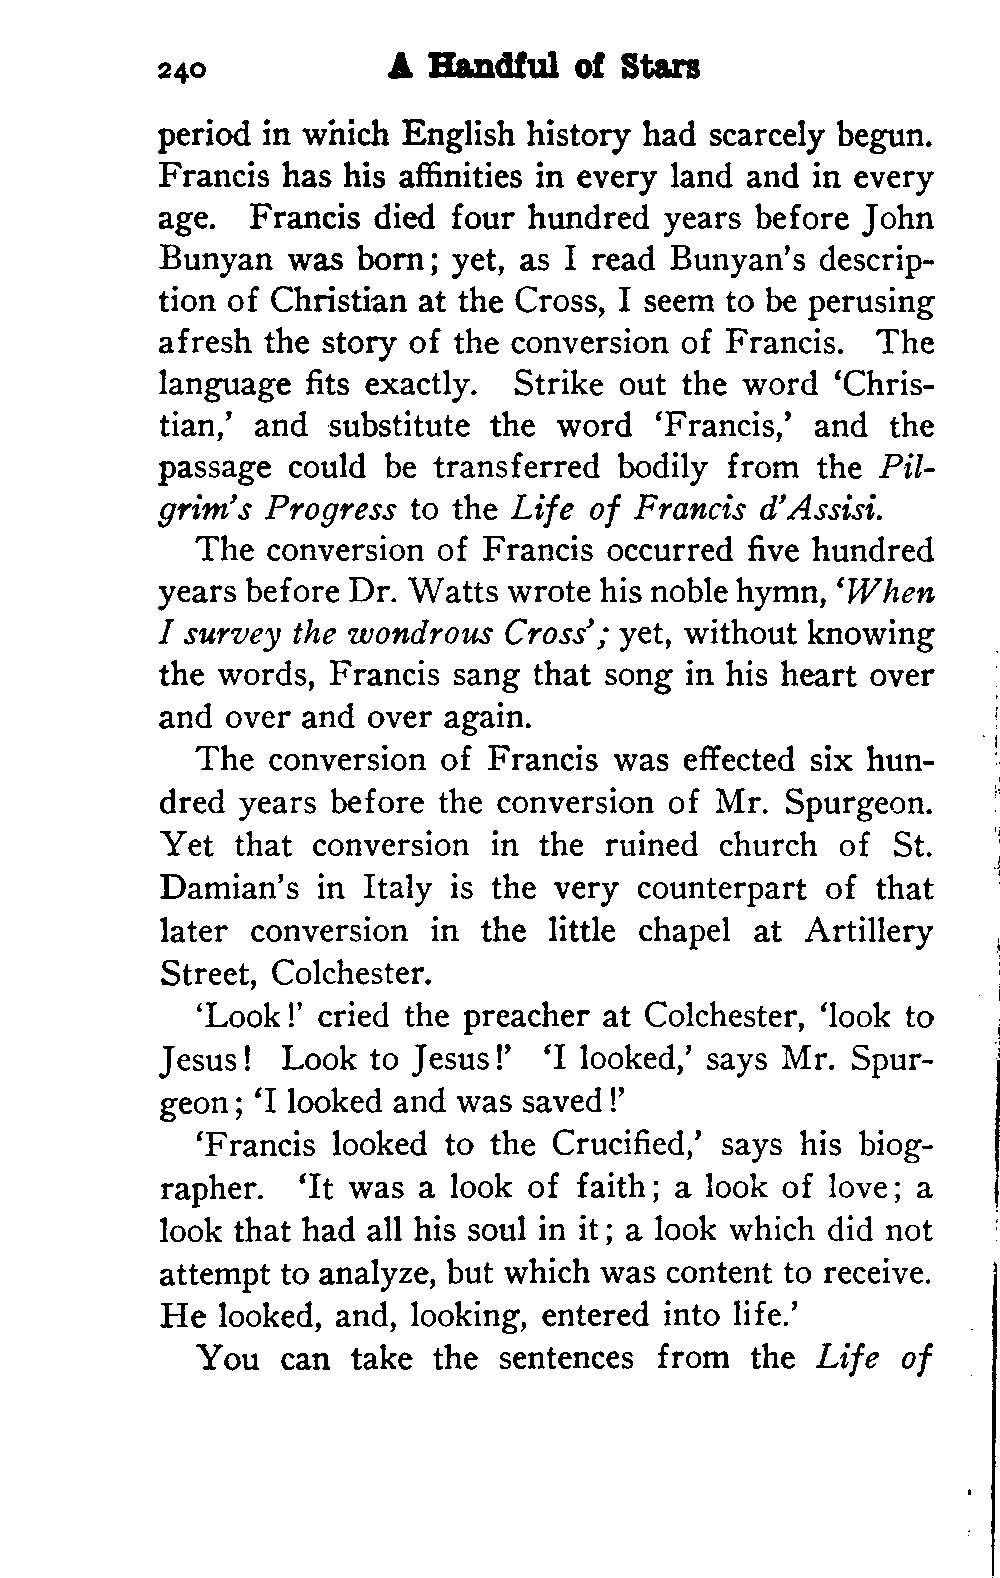 240 A Handful of Stars
period in which English history had scarcely begun.
Francis has his affinities in every land and in every
age. Francis died four hundred years before John
Bunyan was born; yet, as I read Bunyan's descrip-
tion of Christian at the Cross, I seem to be perusing
afresh the story of the conversion of Francis. The
language fits exactly. Strike out the word 'Chris-
tian,' and substitute the word 'Francis,' and the
passage could be transferred bodily from the Pil-
grim's Progress to the Life of Francis d'Assisi.
The conversion of Francis occurred five hundred
years before Dr. Watts wrote his noble hymn, 'When
I survey the wondrous Cross'; yet, without knowing
the words, Francis sang that song in his heart over
and over and over again.
The conversion of Francis was effected six hun-
dred years before the conversion of Mr. Spurgeon.
Yet that conversion in the ruined church of St.
Damian's in Italy is the very counterpart of that
later conversion in the little chapel at Artillery
Street, Colchester.
'Look!' cried the preacher at Colchester, 'look to
Jesus! Look to Jesus!' 'I looked,' says Mr. Spur-
geon; 'I looked and was saved!'
'Francis looked to the Crucified,' says his biog-
rapher. 'It was a look of faith; a look of love; a
look that had all his soul in it; a look which did not
attempt to analyze, but which was content to receive.
He looked, and, looking, entered into life.'
You can take the sentences from the Life of